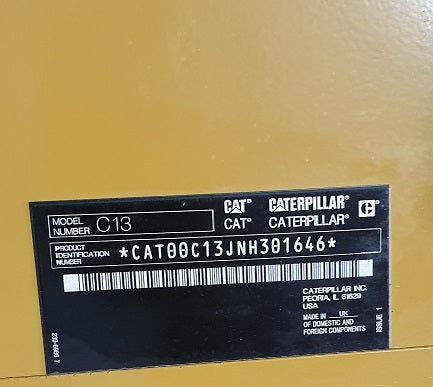 MODEL NUMBER C13
CAT® CATERPILLAR® C
CAT® CATERPILLAR®
PRODUCT IDENTIFICATION NUMBER *CAT00C13JNH301646*
CATERPILLAR INC.
PEORIA, IL 61629
USA
MADE IN UK
OF DOMESTIC AND
FOREIGN COMPONENTS
ISSUE 1